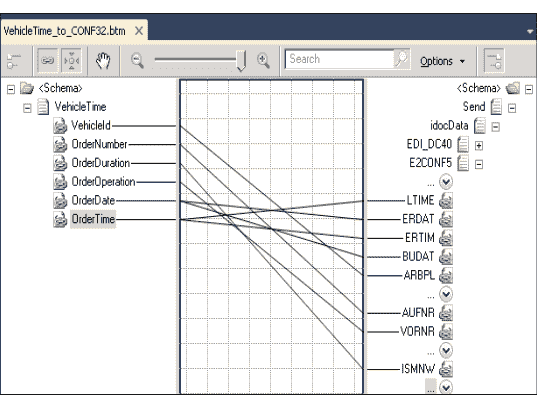 VehicleTime_to_CONF32.btm
Search
Options
<Schema>
VehicleTime
VehicleId
OrderNumber
OrderDuration
OrderOperation
OrderDate
OrderTime
<Schema>
Send
idocData
EDI_DC40
E2CONF5
...
LTIME
ERDAT
ERTIM
BUDAT
ARBPL
...
AUFNR
VORNR
...
ISMNW
...